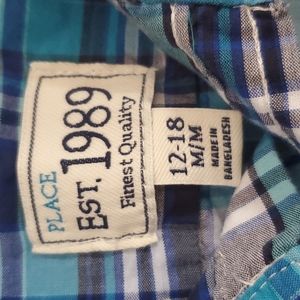 PLACE
EST. 1989
Finest Quality
12-18
M/M
MADE IN
BANGLADESH